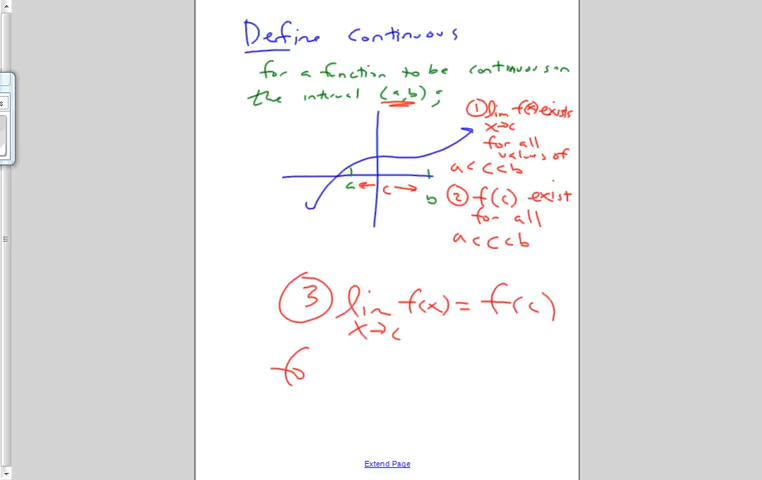 Define Continuous
for a function to be continuous on
the interval (a,b);
① lim f(x) exists
x→c
for all
values of
a<c<b
a ← c →
b
② f(c) exist
for all
a<c<b
③ lim f(x) = f(c)
x→c
fo
Extend Page